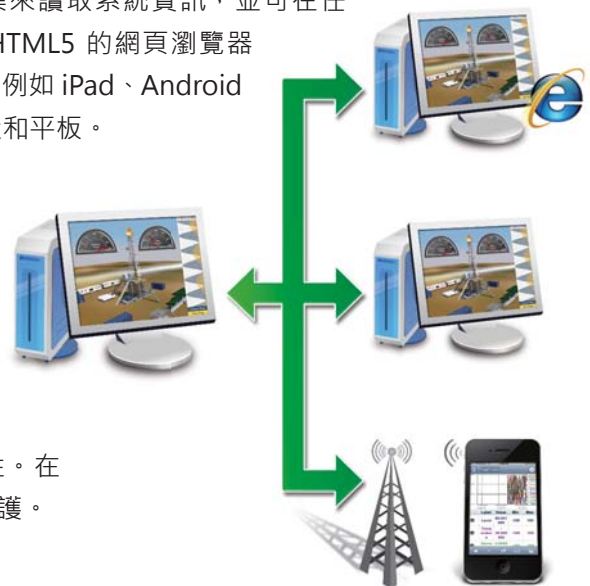 來讀取系統資訊，並可在任
HTML5 的網頁瀏覽器
例如 iPad、Android
和平板。
在
護。